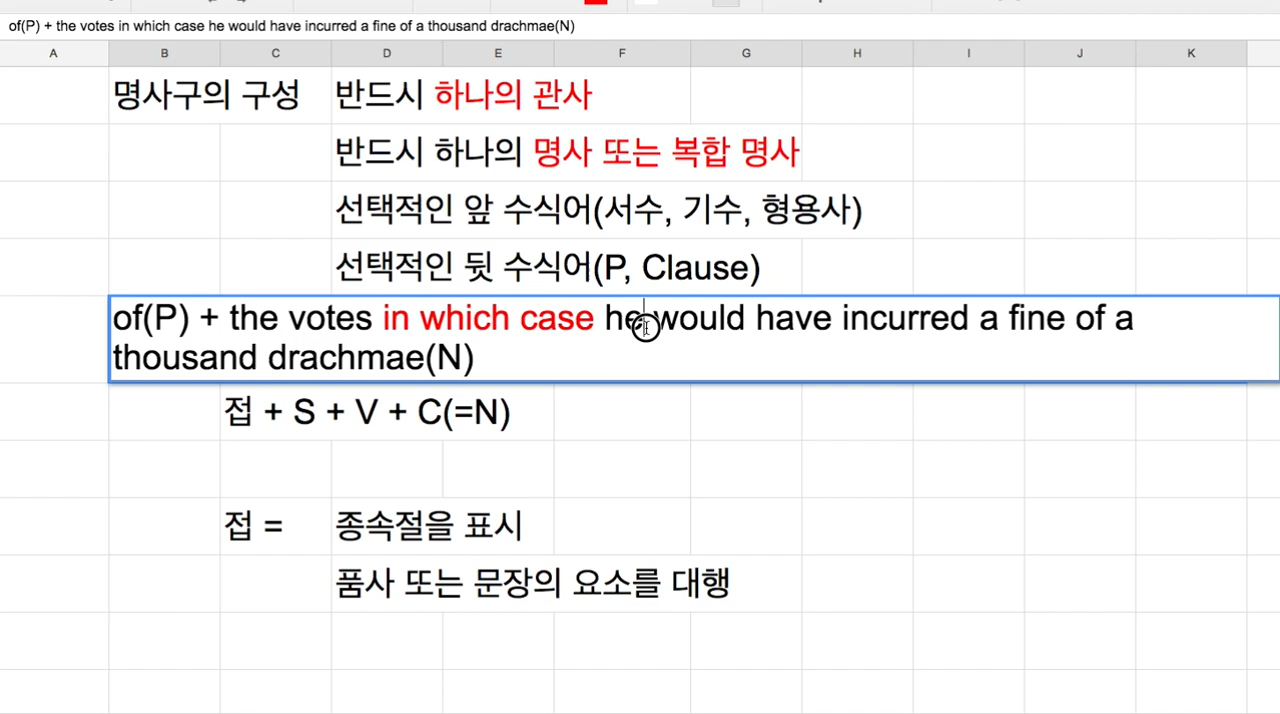 of(P) + the votes in which case he would have incurred a fine of a thousand drachmae(N)
A B C D E F G H I J K
명사구의 구성 반드시 하나의 관사
반드시 하나의 명사 또는 복합 명사
선택적인 앞 수식어(서수, 기수, 형용사)
선택적인 뒷 수식어(P, Clause)
of(P) + the votes in which case he would have incurred a fine of a
thousand drachmae(N)
접 + S + V + C(=N)
접 = 종속절을 표시
품사 또는 문장의 요소를 대행